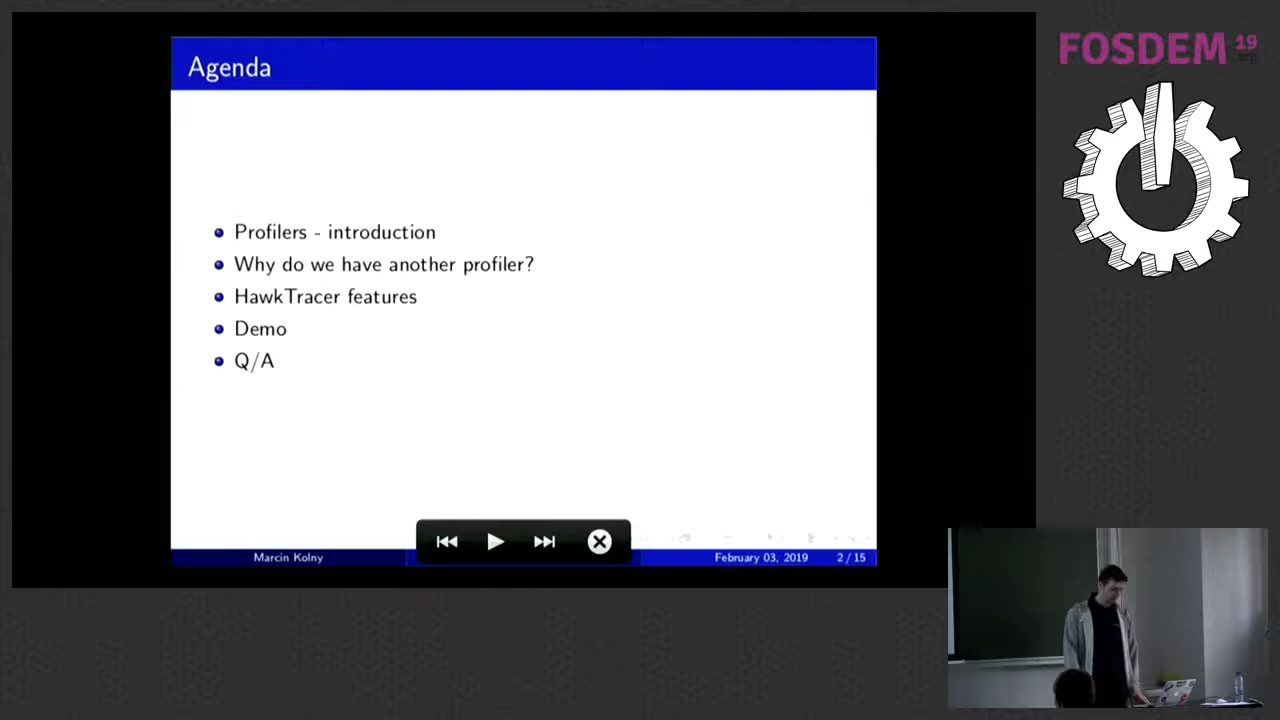 Agenda
Profilers - introduction
Why do we have another profiler?
HawkTracer features
Demo
Q/A
Marcin Kolny
February 03, 2019
2 / 15
FOSDEM 19
.org